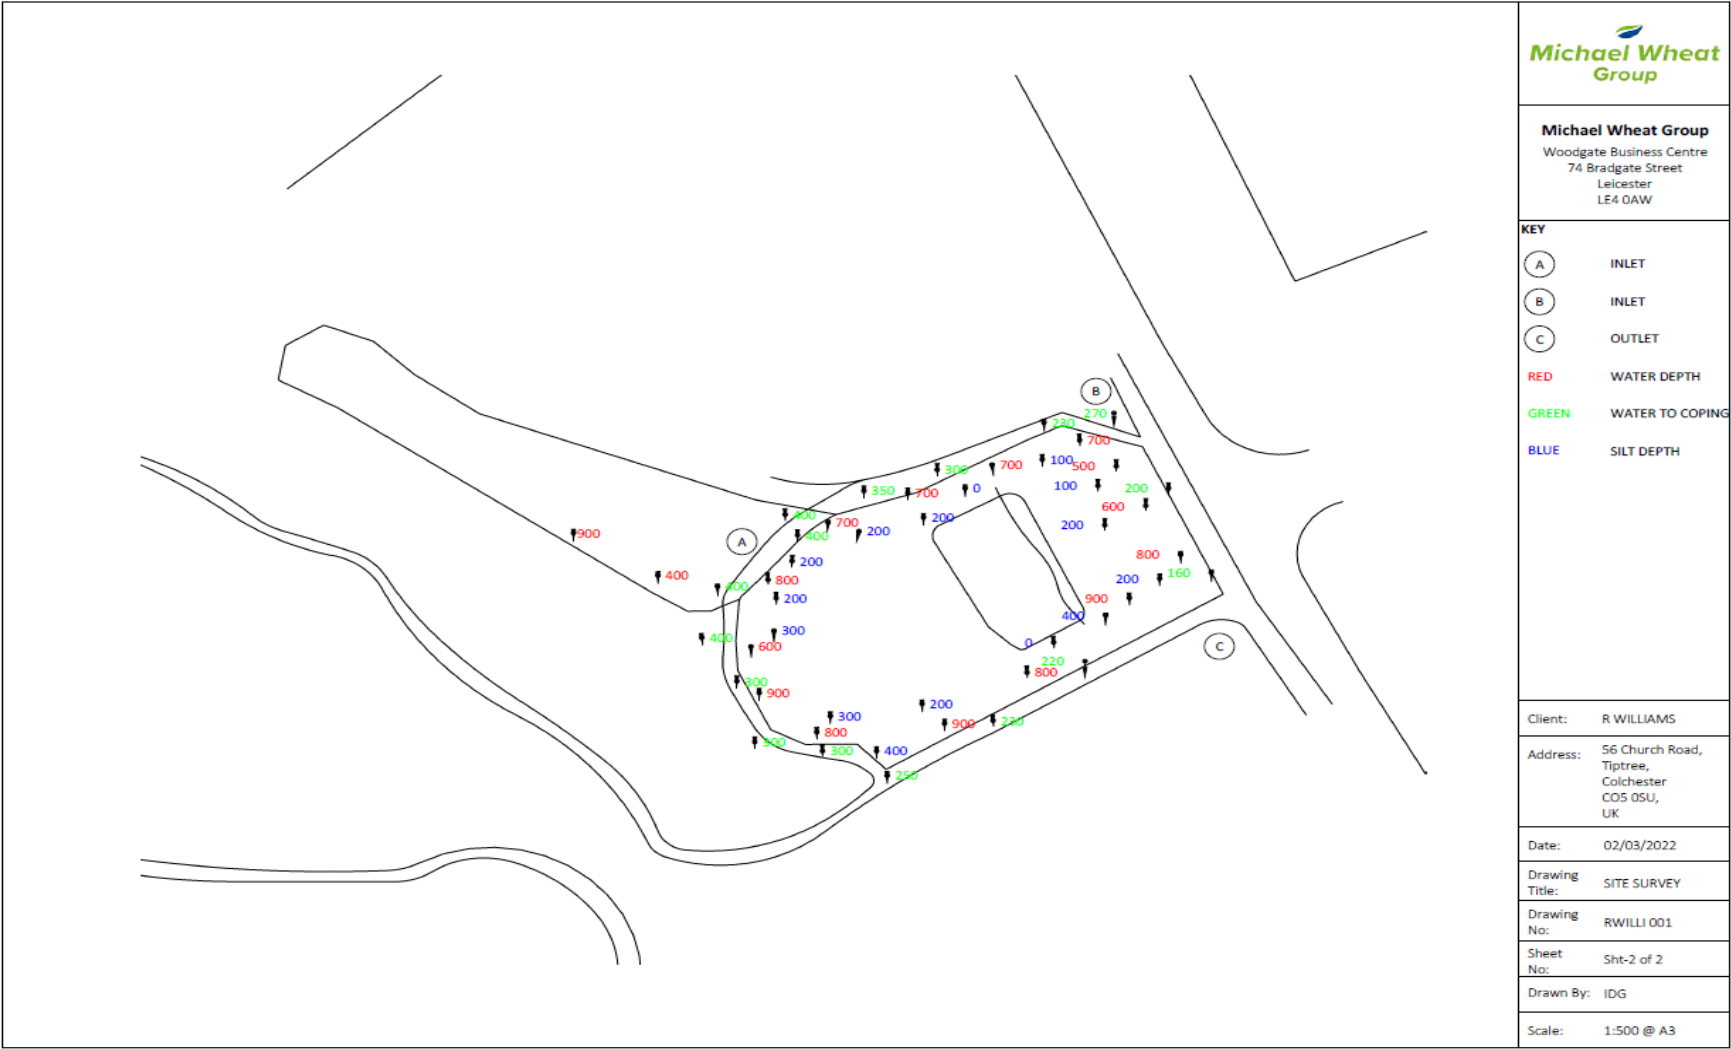 Michael Wheat
Group
Michael Wheat Group
Woodgate Business Centre
74 Bradgate Street
Leicester
LE4 0AW
KEY
A INLET
B INLET
C OUTLET
RED WATER DEPTH
GREEN WATER TO COPING
BLUE SILT DEPTH
Client: R WILLIAMS
Address: 56 Church Road,
Tiptree,
Colchester
CO5 0SU,
UK
Date: 02/03/2022
Drawing
Title: SITE SURVEY
Drawing
No: RWILLI 001
Sheet
No: Sht-2 of 2
Drawn By: IDG
Scale: 1:500 @ A3
B
270
230
700
100
500
700
300
100
200
0
350
700
600
400
200
700
200
200
400
900
A
800
200
160
400
800
200
400
200
900
400
300
400
600
0
C
220
800
300
900
200
300
900
230
800
300
300
400
250